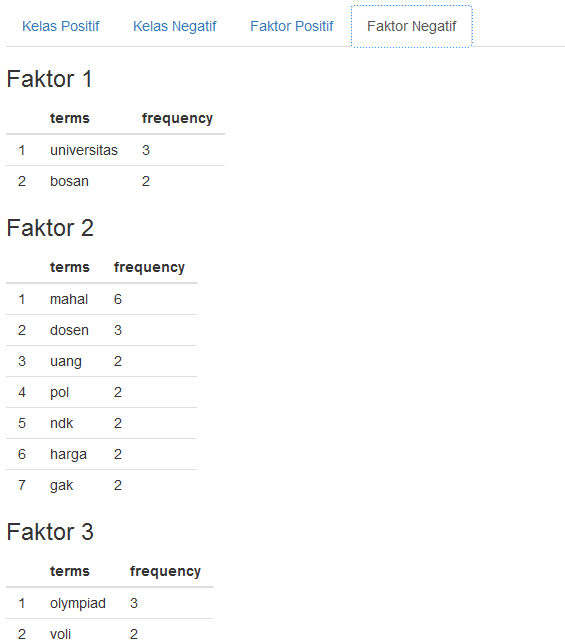 Kelas Positif Kelas Negatif Faktor Positif Faktor Negatif
Faktor 1
terms frequency
1 universitas 3
2 bosan 2
Faktor 2
terms frequency
1 mahal 6
2 dosen 3
3 uang 2
4 pol 2
5 ndk 2
6 harga 2
7 gak 2
Faktor 3
terms frequency
1 olympiad 3
2 voli 2